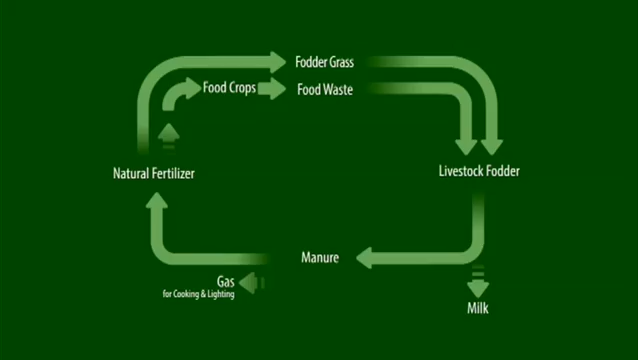 Fodder Grass
Food Crops
Food Waste
Natural Fertilizer
Livestock Fodder
Manure
Gas
for Cooking & Lighting
Milk